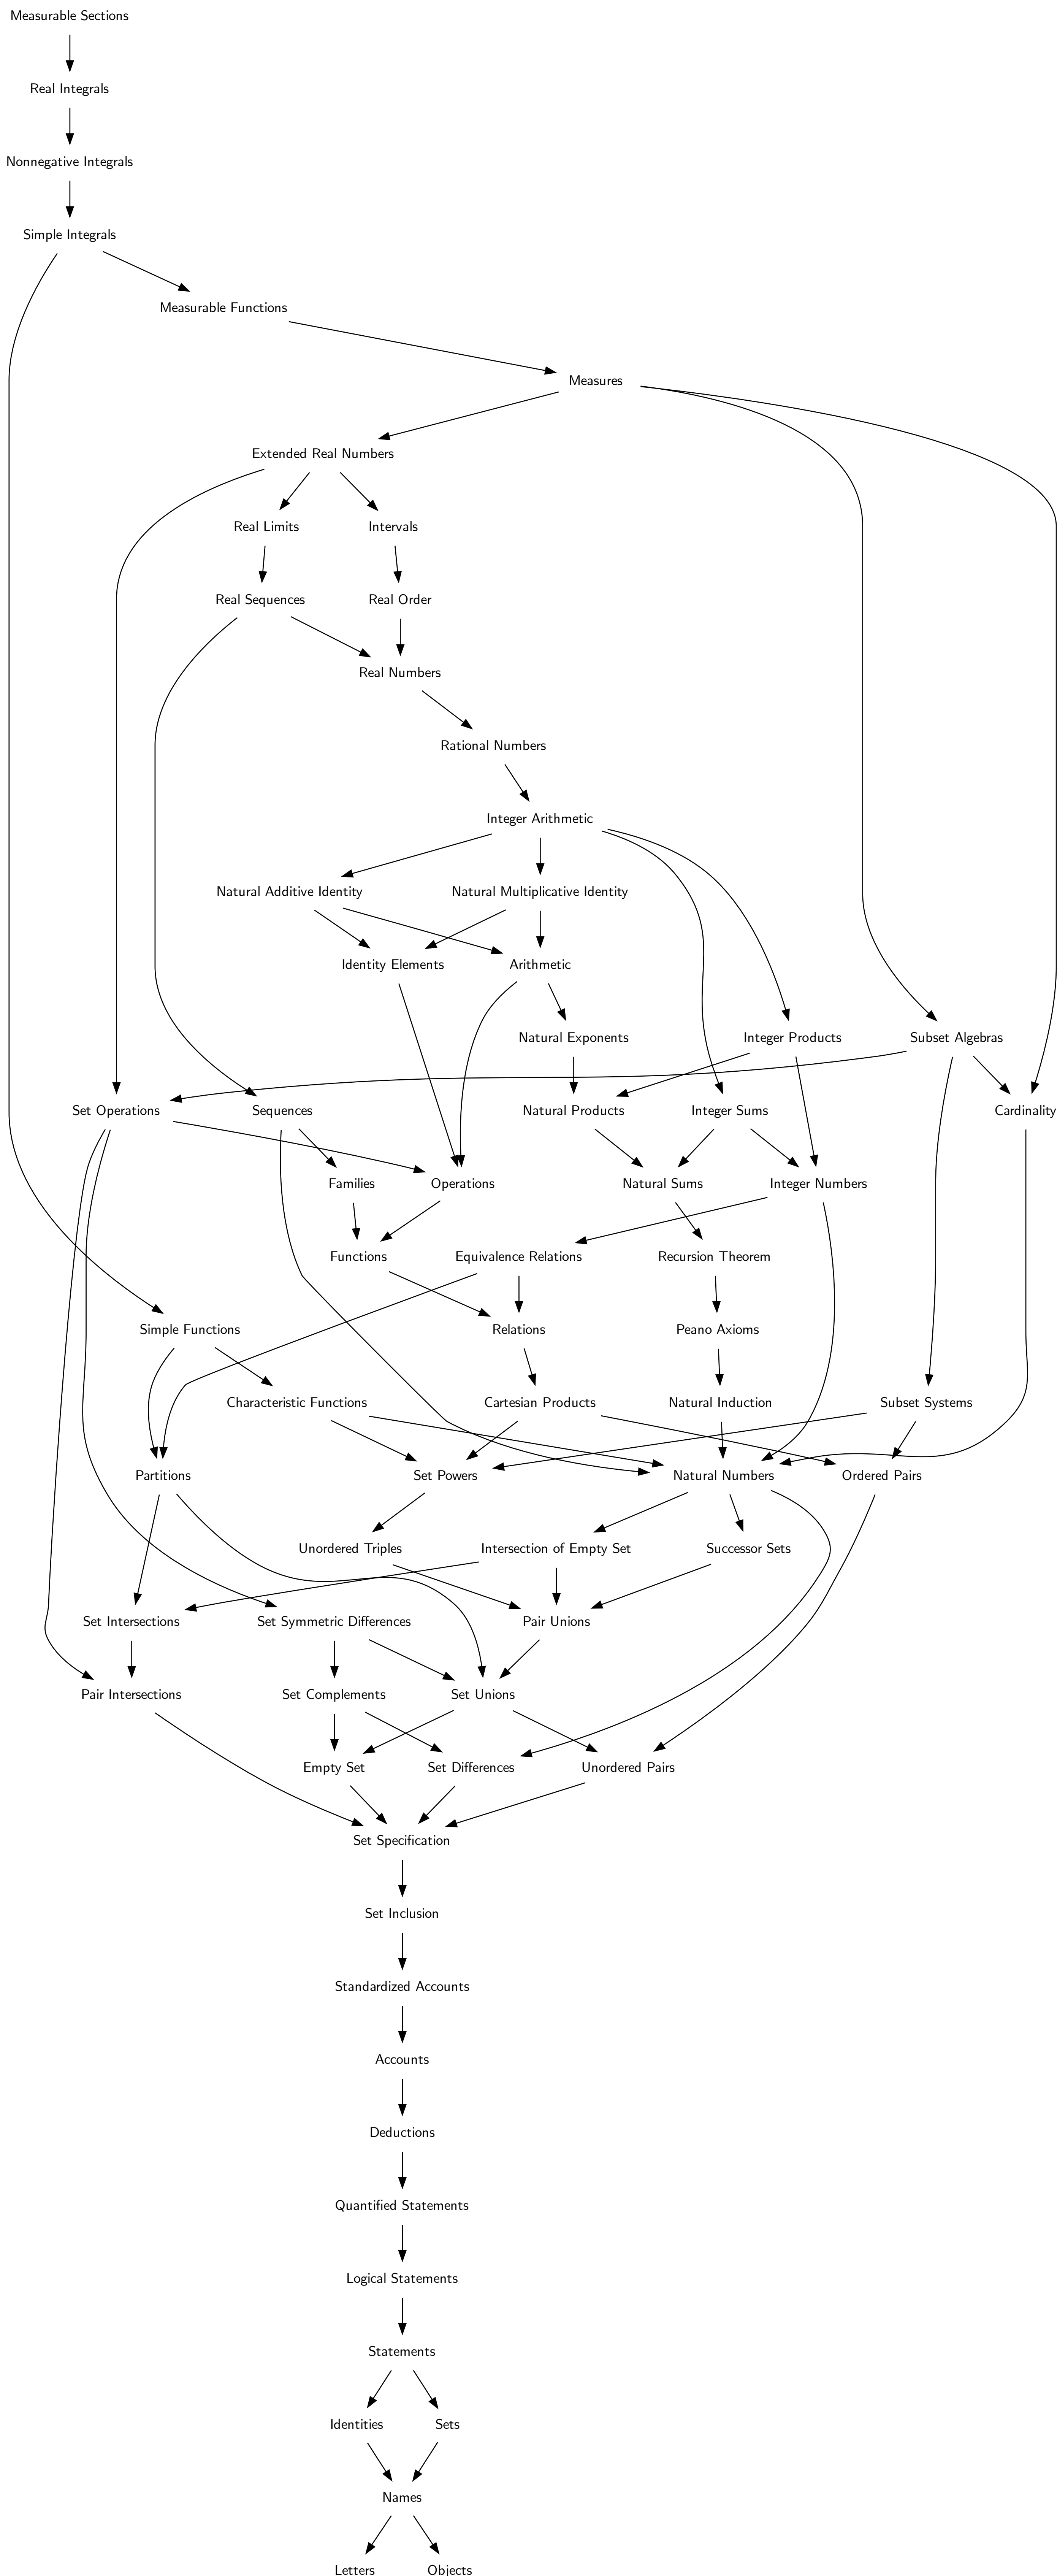 Measurable Sections
Real Integrals
Nonnegative Integrals
Simple Integrals
Measurable Functions
Measures
Extended Real Numbers
Real Limits
Intervals
Real Sequences
Real Order
Real Numbers
Rational Numbers
Integer Arithmetic
Natural Additive Identity
Natural Multiplicative Identity
Identity Elements
Arithmetic
Natural Exponents
Integer Products
Subset Algebras
Set Operations
Sequences
Natural Products
Integer Sums
Cardinality
Families
Operations
Natural Sums
Integer Numbers
Functions
Equivalence Relations
Recursion Theorem
Simple Functions
Relations
Peano Axioms
Characteristic Functions
Cartesian Products
Natural Induction
Subset Systems
Partitions
Set Powers
Natural Numbers
Ordered Pairs
Unordered Triples
Intersection of Empty Set
Successor Sets
Set Intersections
Set Symmetric Differences
Pair Unions
Pair Intersections
Set Complements
Set Unions
Empty Set
Set Differences
Unordered Pairs
Set Specification
Set Inclusion
Standardized Accounts
Accounts
Deductions
Quantified Statements
Logical Statements
Statements
Identities
Sets
Names
Letters
Objects